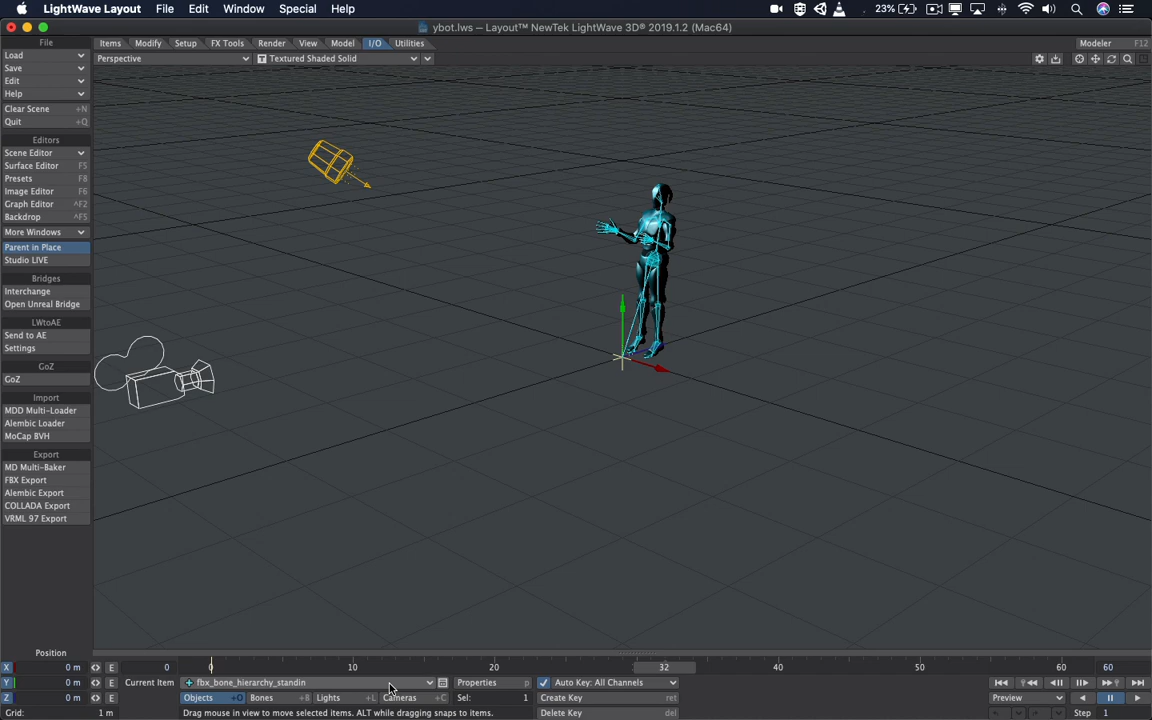 LightWave Layout File Edit Window Special Help 23%
ybot.lws — Layout™ NewTek LightWave 3D® 2019.1.2 (Mac64)
File Items Modify Setup FX Tools Render View Model I/O Utilities Modeler F12
Load Perspective Textured Shaded Solid
Save
Edit
Help
Clear Scene +N
Quit +Q
Editors
Scene Editor
Surface Editor F5
Presets F8
Image Editor F6
Graph Editor ^F2
Backdrop ^F5
More Windows
Parent in Place
Studio LIVE
Bridges
Interchange
Open Unreal Bridge
LWtoAE
Send to AE
Settings
GoZ
GoZ
Import
MDD Multi-Loader
Alembic Loader
MoCap BVH
Export
MD Multi-Baker
FBX Export
Alembic Export
COLLADA Export
VRML 97 Export
Position
X 0 m E 0 0 10 20 32 40 50 60 60
Y 0 m E Current Item fbx_bone_hierarchy_standin Properties p Auto Key: All Channels
Z 0 m E Objects +O Bones +B Lights +L Cameras +C Sel: 1 Create Key ret Preview
Grid: 1 m Drag mouse in view to move selected items. ALT while dragging snaps to items. Delete Key del Step 1